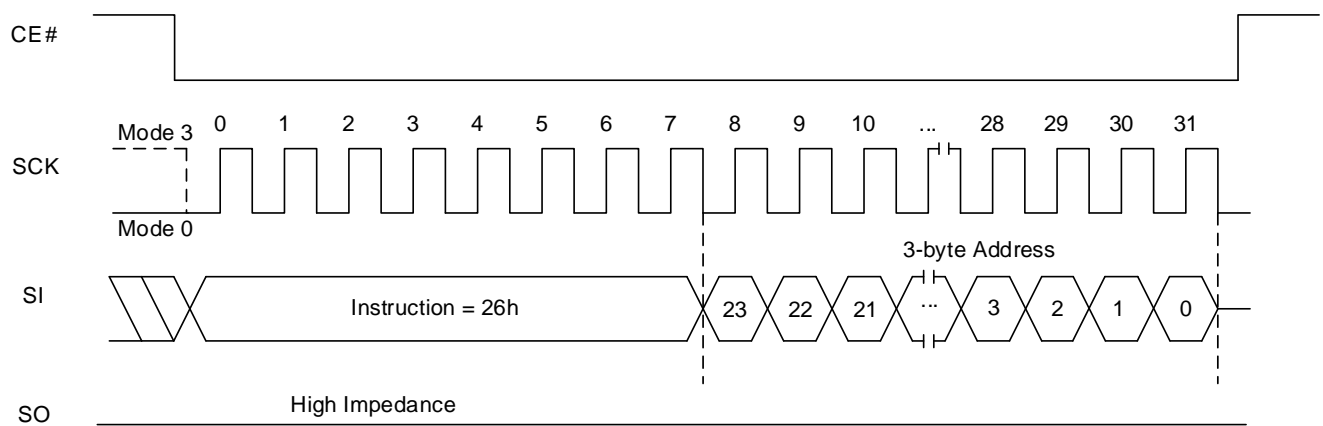 CE#
Mode 3
0 1 2 3 4 5 6 7 8 9 10 ... 28 29 30 31
SCK
Mode 0
3-byte Address
SI
Instruction = 26h
23 22 21 ... 3 2 1 0
High Impedance
SO